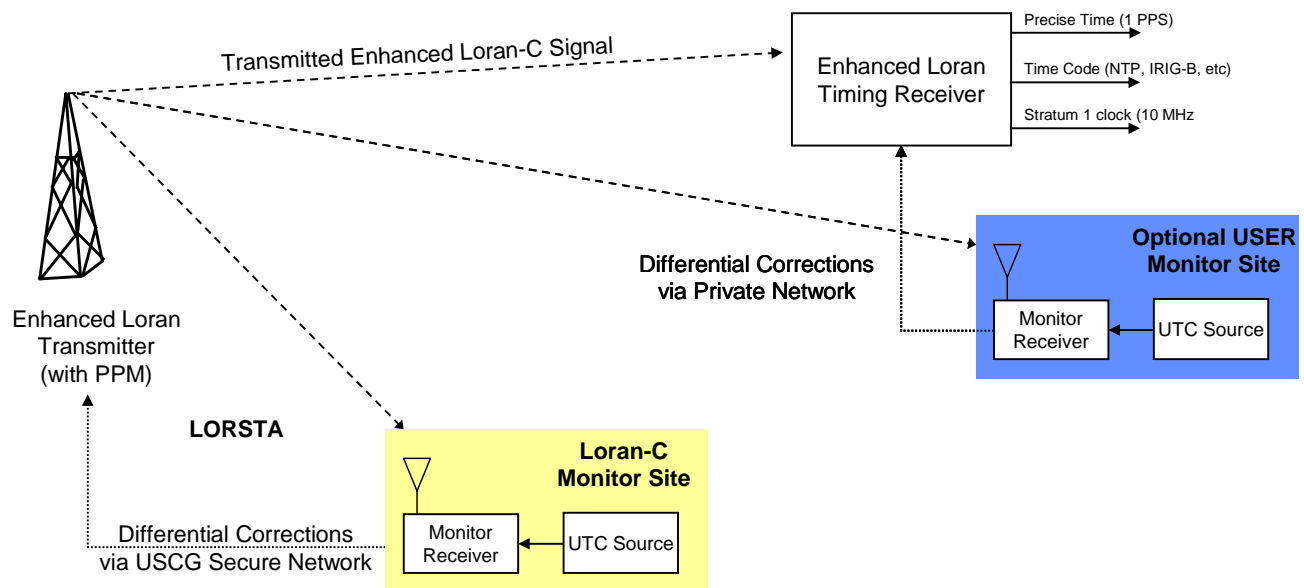 Transmitted Enhanced Loran-C Signal
Enhanced Loran
Timing Receiver
Precise Time (1 PPS)
Time Code (NTP, IRIG-B, etc)
Stratum 1 clock (10 MHz
Optional USER
Monitor Site
Differential Corrections
via Private Network
Monitor
Receiver
UTC Source
Enhanced Loran
Transmitter
(with PPM)
LORSTA
Loran-C
Monitor Site
Monitor
Receiver
UTC Source
Differential Corrections
via USCG Secure Network